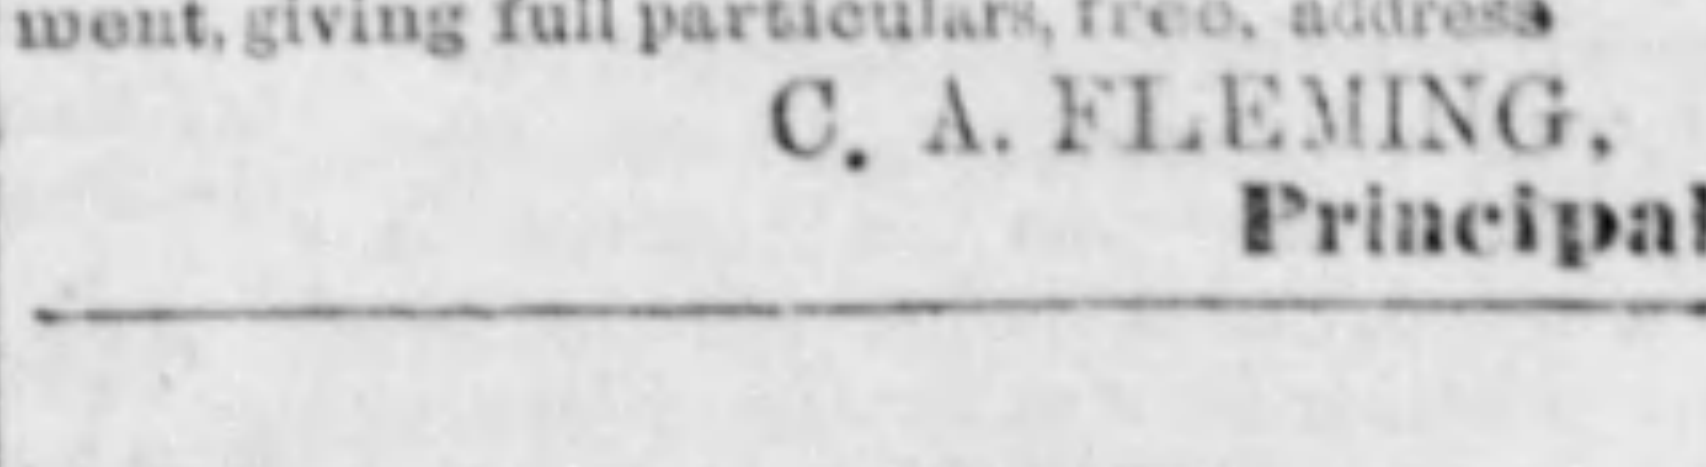 ment, giving full particulars, free, address
C. A. FLEMING,
Principal